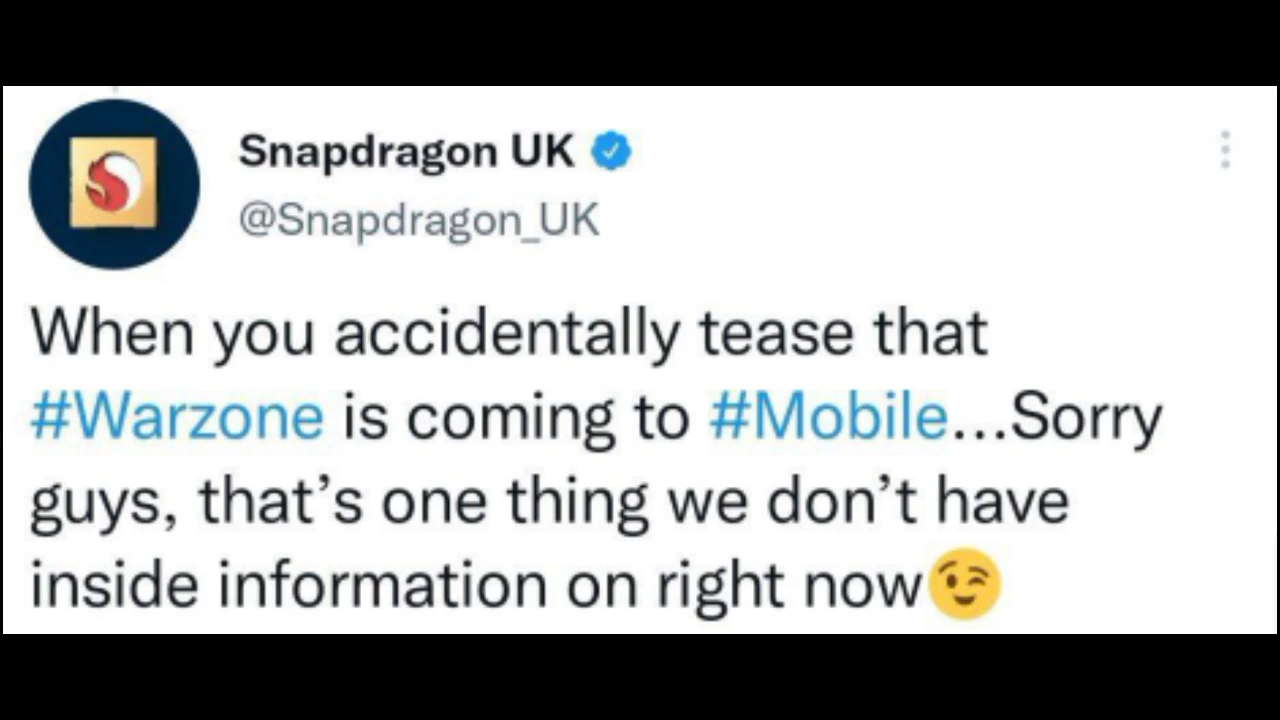 Snapdragon UK
@Snapdragon_UK
When you accidentally tease that
#Warzone is coming to #Mobile...Sorry
guys, that’s one thing we don’t have
inside information on right now😉